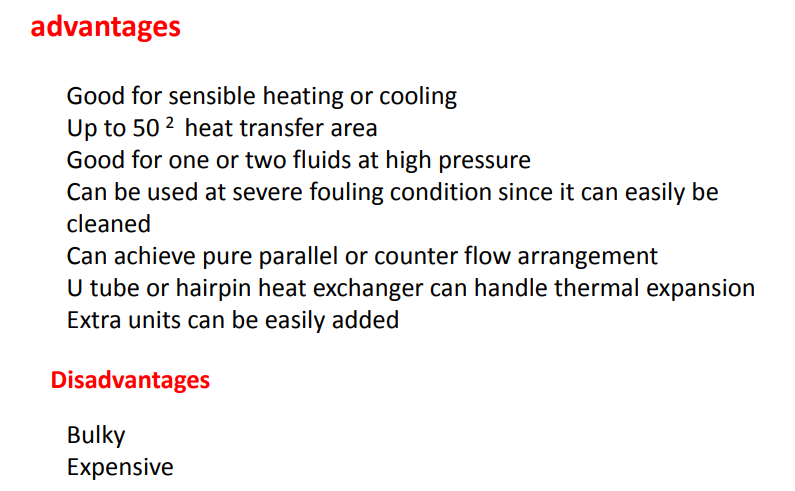 advantages
Good for sensible heating or cooling
Up to 50 ² heat transfer area
Good for one or two fluids at high pressure
Can be used at severe fouling condition since it can easily be
cleaned
Can achieve pure parallel or counter flow arrangement
U tube or hairpin heat exchanger can handle thermal expansion
Extra units can be easily added
Disadvantages
Bulky
Expensive